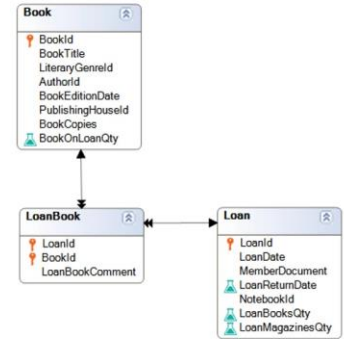 Book
BookId
BookTitle
LiteraryGenreId
AuthorId
BookEditionDate
PublishingHouseId
BookCopies
BookOnLoanQty
LoanBook
LoanId
BookId
LoanBookComment
Loan
LoanId
LoanDate
MemberDocument
LoanReturnDate
NotebookId
LoanBooksQty
LoanMagazinesQty